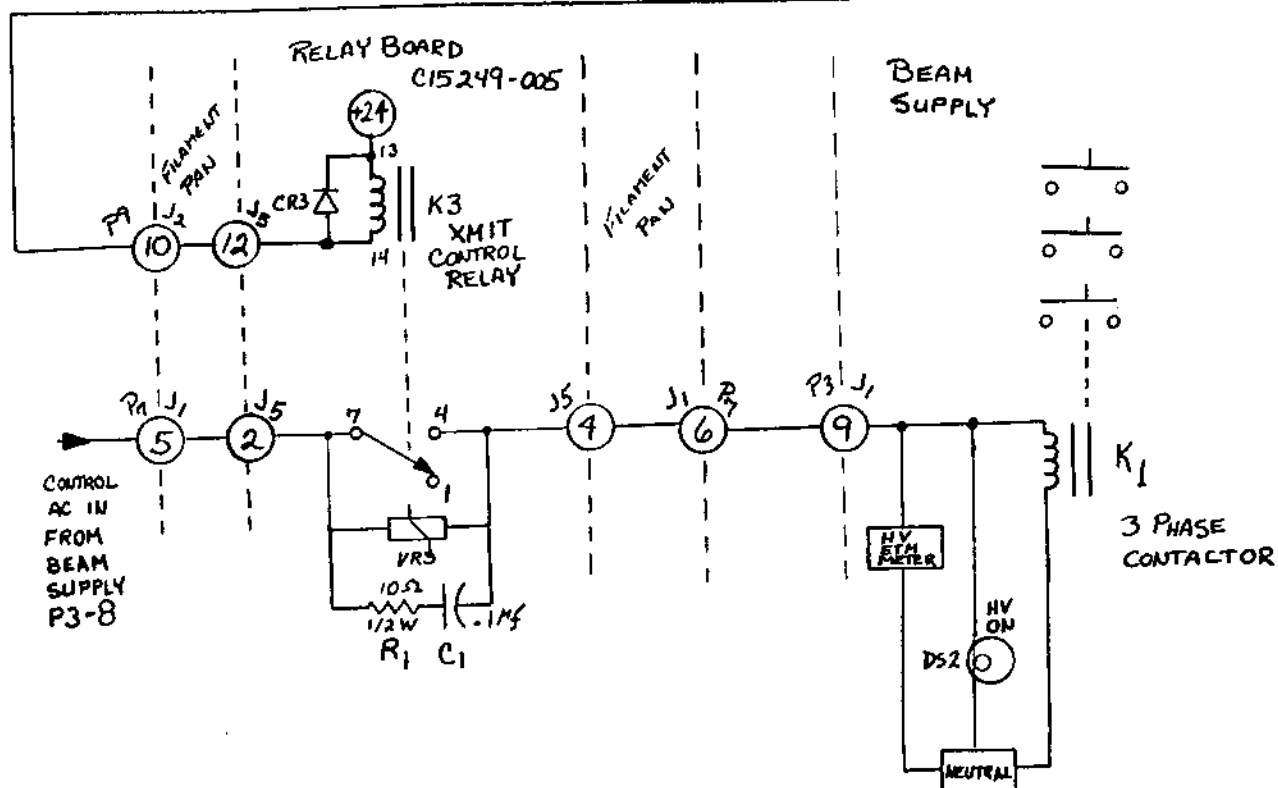 RELAY BOARD
C15249-005
BEAM
SUPPLY
+24
13
FILAMENT
PAN
FILAMENT
PAN
CR3
K3
XMIT
CONTROL
RELAY
P9 J2
J5
10
12
14
P7 J1
J5
7
4
J5
J1 P7
P3 J1
5
2
1
4
6
9
K1
3 PHASE
CONTACTOR
CONTROL
AC IN
FROM
BEAM
SUPPLY
P3-8
VR3
10Ω
1/2W
.1Mf
R1 C1
HV
ETM
METER
HV
ON
DS2
NEUTRAL